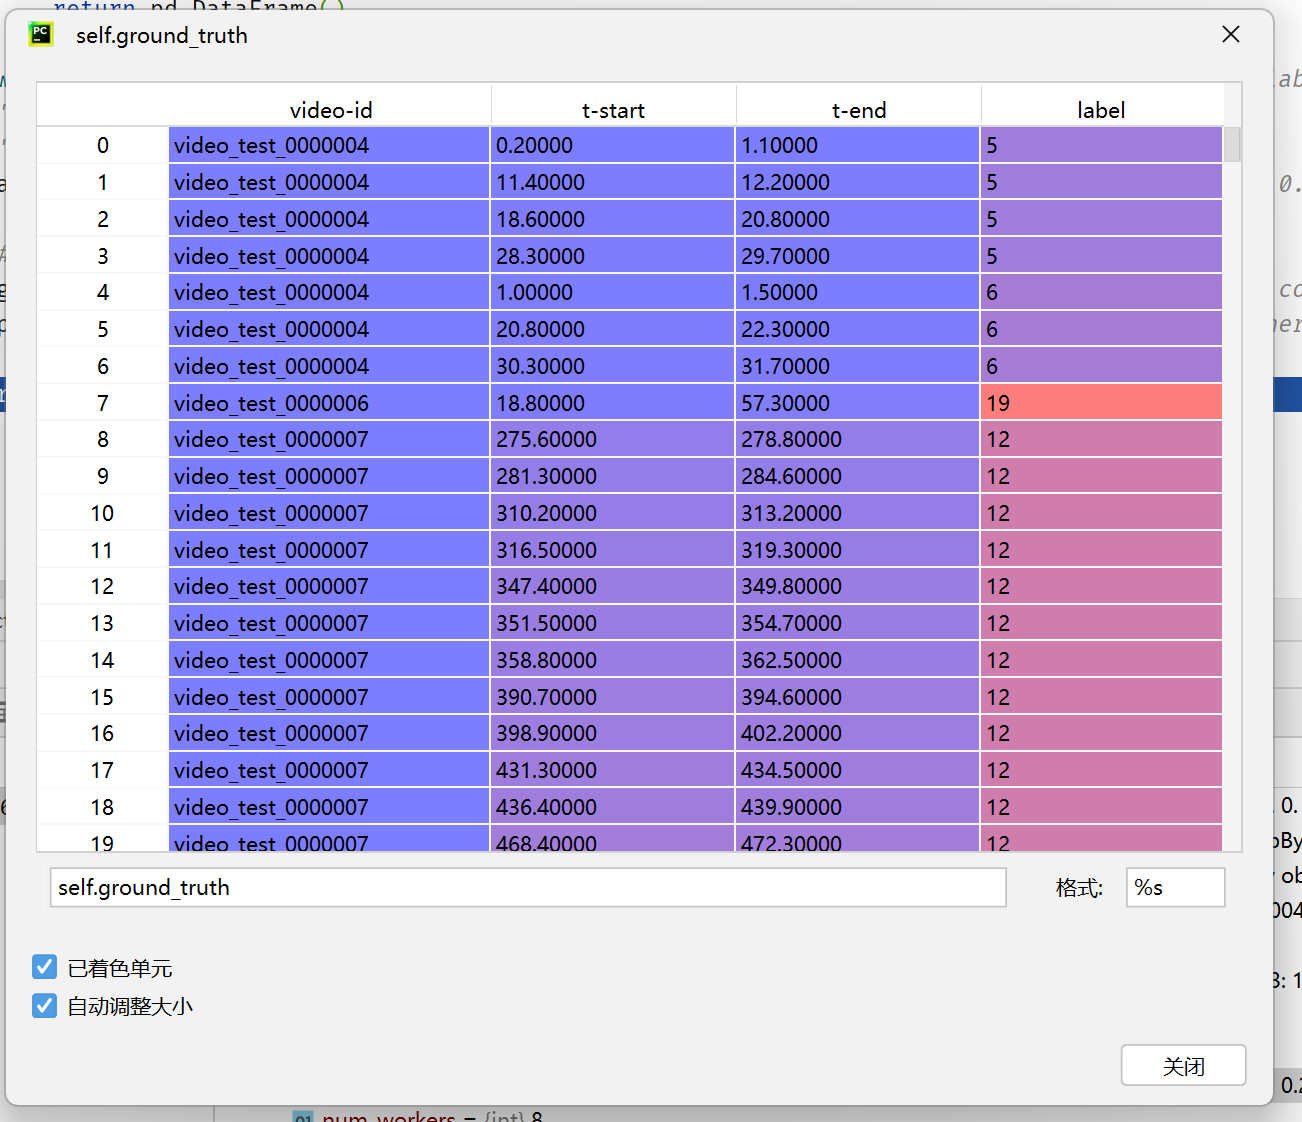 return pd.DataFrame()
PC
self.ground_truth
video-id t-start t-end label
0 video_test_0000004 0.20000 1.10000 5
1 video_test_0000004 11.40000 12.20000 5
2 video_test_0000004 18.60000 20.80000 5
3 video_test_0000004 28.30000 29.70000 5
4 video_test_0000004 1.00000 1.50000 6
5 video_test_0000004 20.80000 22.30000 6
6 video_test_0000004 30.30000 31.70000 6
7 video_test_0000006 18.80000 57.30000 19
8 video_test_0000007 275.60000 278.80000 12
9 video_test_0000007 281.30000 284.60000 12
10 video_test_0000007 310.20000 313.20000 12
11 video_test_0000007 316.50000 319.30000 12
12 video_test_0000007 347.40000 349.80000 12
13 video_test_0000007 351.50000 354.70000 12
14 video_test_0000007 358.80000 362.50000 12
15 video_test_0000007 390.70000 394.60000 12
16 video_test_0000007 398.90000 402.20000 12
17 video_test_0000007 431.30000 434.50000 12
18 video_test_0000007 436.40000 439.90000 12
19 video_test_0000007 468.40000 472.30000 12
self.ground_truth 格式: %s
已着色单元
自动调整大小
关闭
01 num_workers = {int} 8